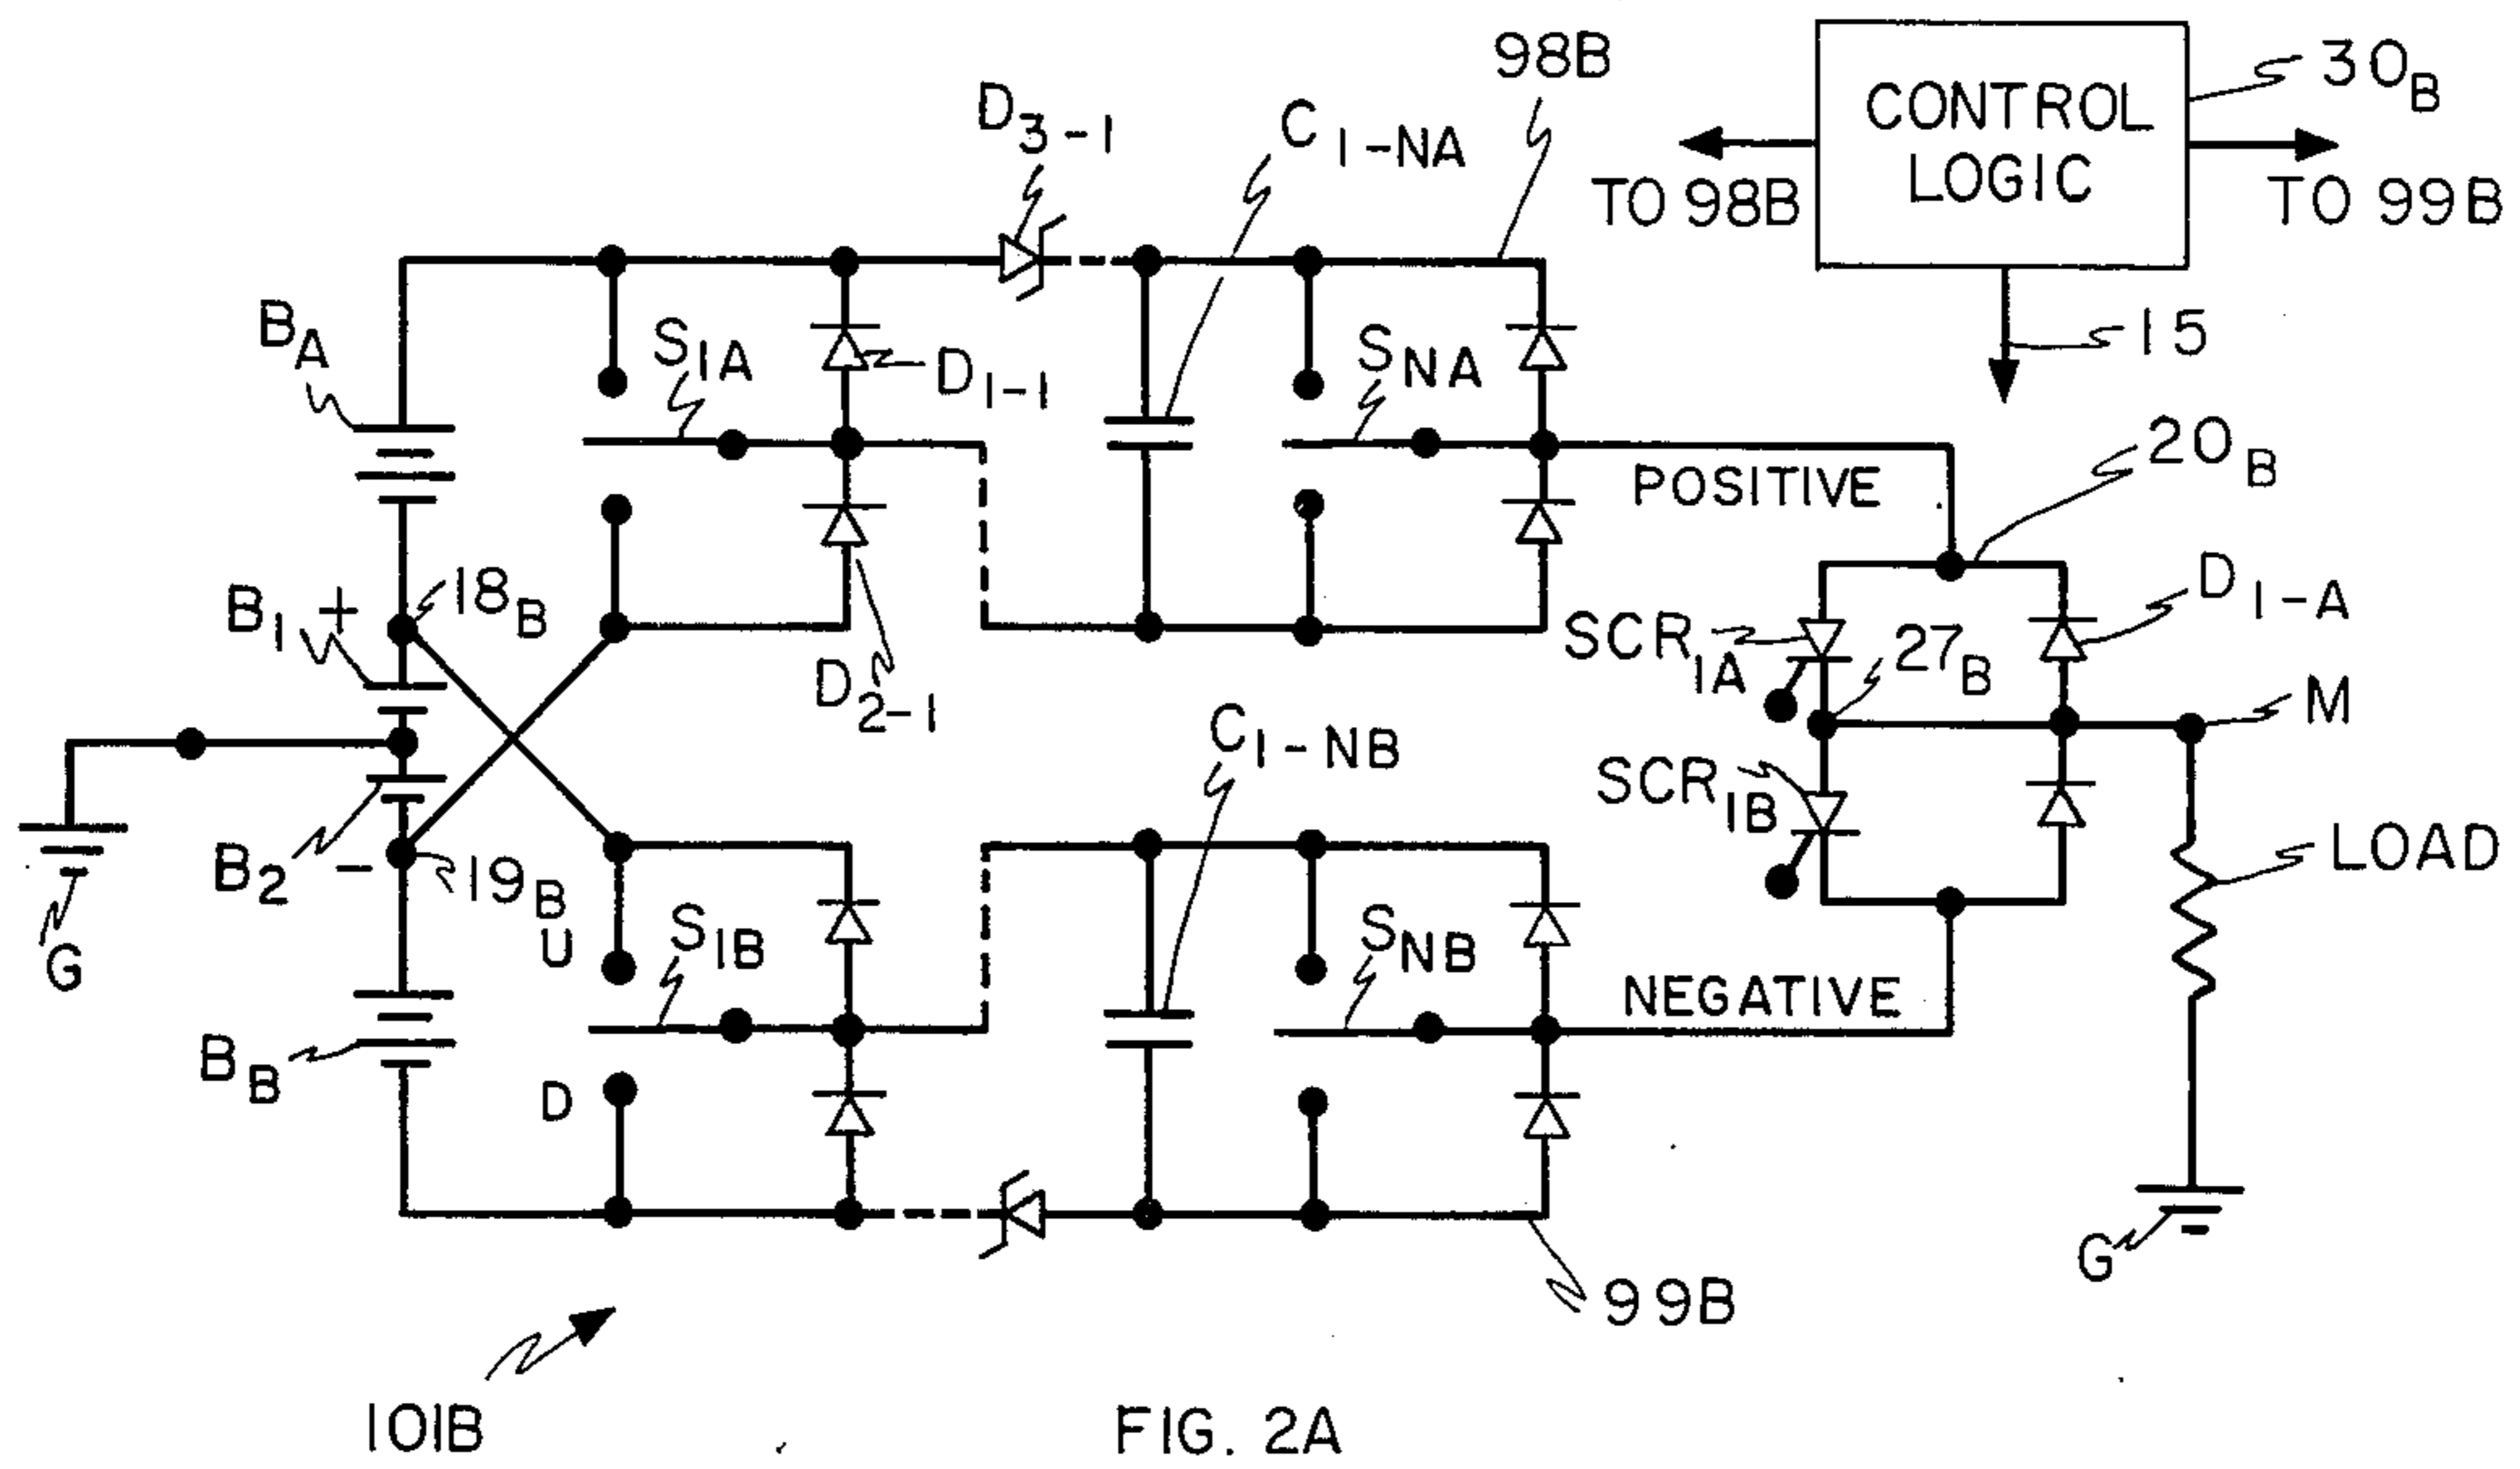 98B
30B
D3-1
C1-NA
CONTROL
LOGIC
TO 98B
TO 99B
15
BA
S1A
D1-1
SNA
20B
POSITIVE
B1
+
18B
D1-A
SCR1A
27B
D2-1
M
C1-NB
SCR1B
B2
-
19B
LOAD
U
S1B
SNB
G
NEGATIVE
BB
D
G
99B
101B
FIG. 2A